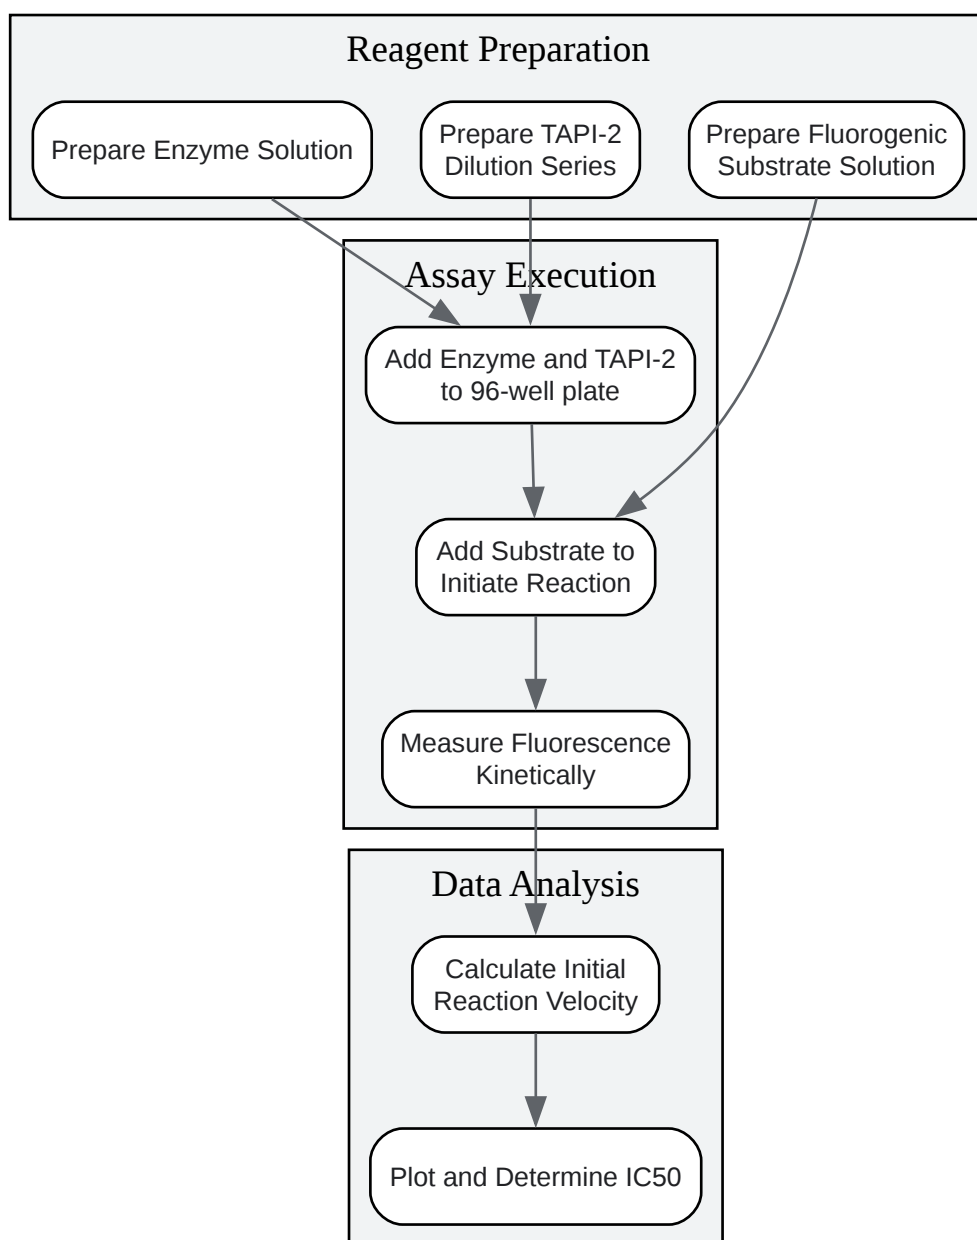 Reagent Preparation
Prepare Enzyme Solution
Prepare TAPI-2
Dilution Series
Prepare Fluorogenic
Substrate Solution
Assay Execution
Add Enzyme and TAPI-2
to 96-well plate
Add Substrate to
Initiate Reaction
Measure Fluorescence
Kinetically
Data Analysis
Calculate Initial
Reaction Velocity
Plot and Determine IC50